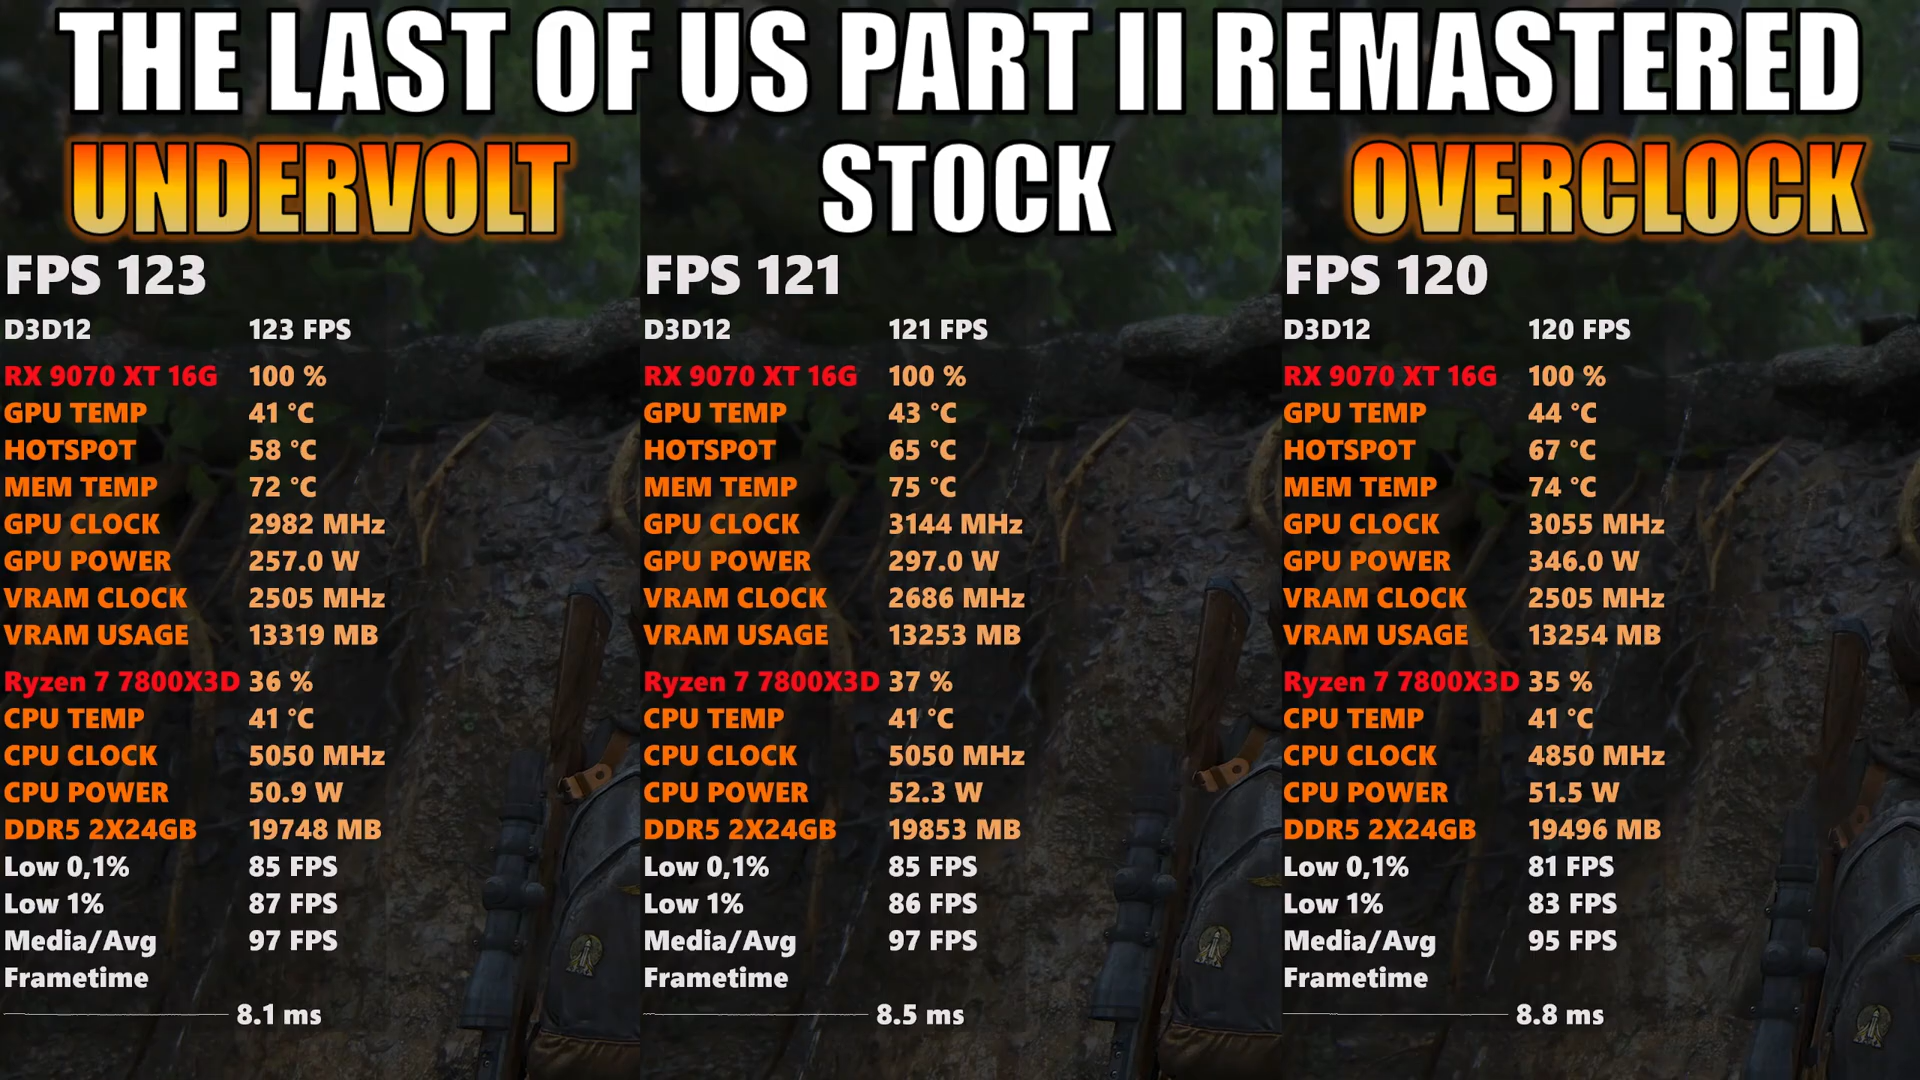 THE LAST OF US PART II REMASTERED
UNDERVOLT
FPS 123
D3D12 123 FPS
RX 9070 XT 16G 100 %
GPU TEMP 41 °C
HOTSPOT 58 °C
MEM TEMP 72 °C
GPU CLOCK 2982 MHz
GPU POWER 257.0 W
VRAM CLOCK 2505 MHz
VRAM USAGE 13319 MB
Ryzen 7 7800X3D 36 %
CPU TEMP 41 °C
CPU CLOCK 5050 MHz
CPU POWER 50.9 W
DDR5 2X24GB 19748 MB
Low 0,1% 85 FPS
Low 1% 87 FPS
Media/Avg 97 FPS
Frametime
8.1 ms
STOCK
FPS 121
D3D12 121 FPS
RX 9070 XT 16G 100 %
GPU TEMP 43 °C
HOTSPOT 65 °C
MEM TEMP 75 °C
GPU CLOCK 3144 MHz
GPU POWER 297.0 W
VRAM CLOCK 2686 MHz
VRAM USAGE 13253 MB
Ryzen 7 7800X3D 37 %
CPU TEMP 41 °C
CPU CLOCK 5050 MHz
CPU POWER 52.3 W
DDR5 2X24GB 19853 MB
Low 0,1% 85 FPS
Low 1% 86 FPS
Media/Avg 97 FPS
Frametime
8.5 ms
OVERCLOCK
FPS 120
D3D12 120 FPS
RX 9070 XT 16G 100 %
GPU TEMP 44 °C
HOTSPOT 67 °C
MEM TEMP 74 °C
GPU CLOCK 3055 MHz
GPU POWER 346.0 W
VRAM CLOCK 2505 MHz
VRAM USAGE 13254 MB
Ryzen 7 7800X3D 35 %
CPU TEMP 41 °C
CPU CLOCK 4850 MHz
CPU POWER 51.5 W
DDR5 2X24GB 19496 MB
Low 0,1% 81 FPS
Low 1% 83 FPS
Media/Avg 95 FPS
Frametime
8.8 ms